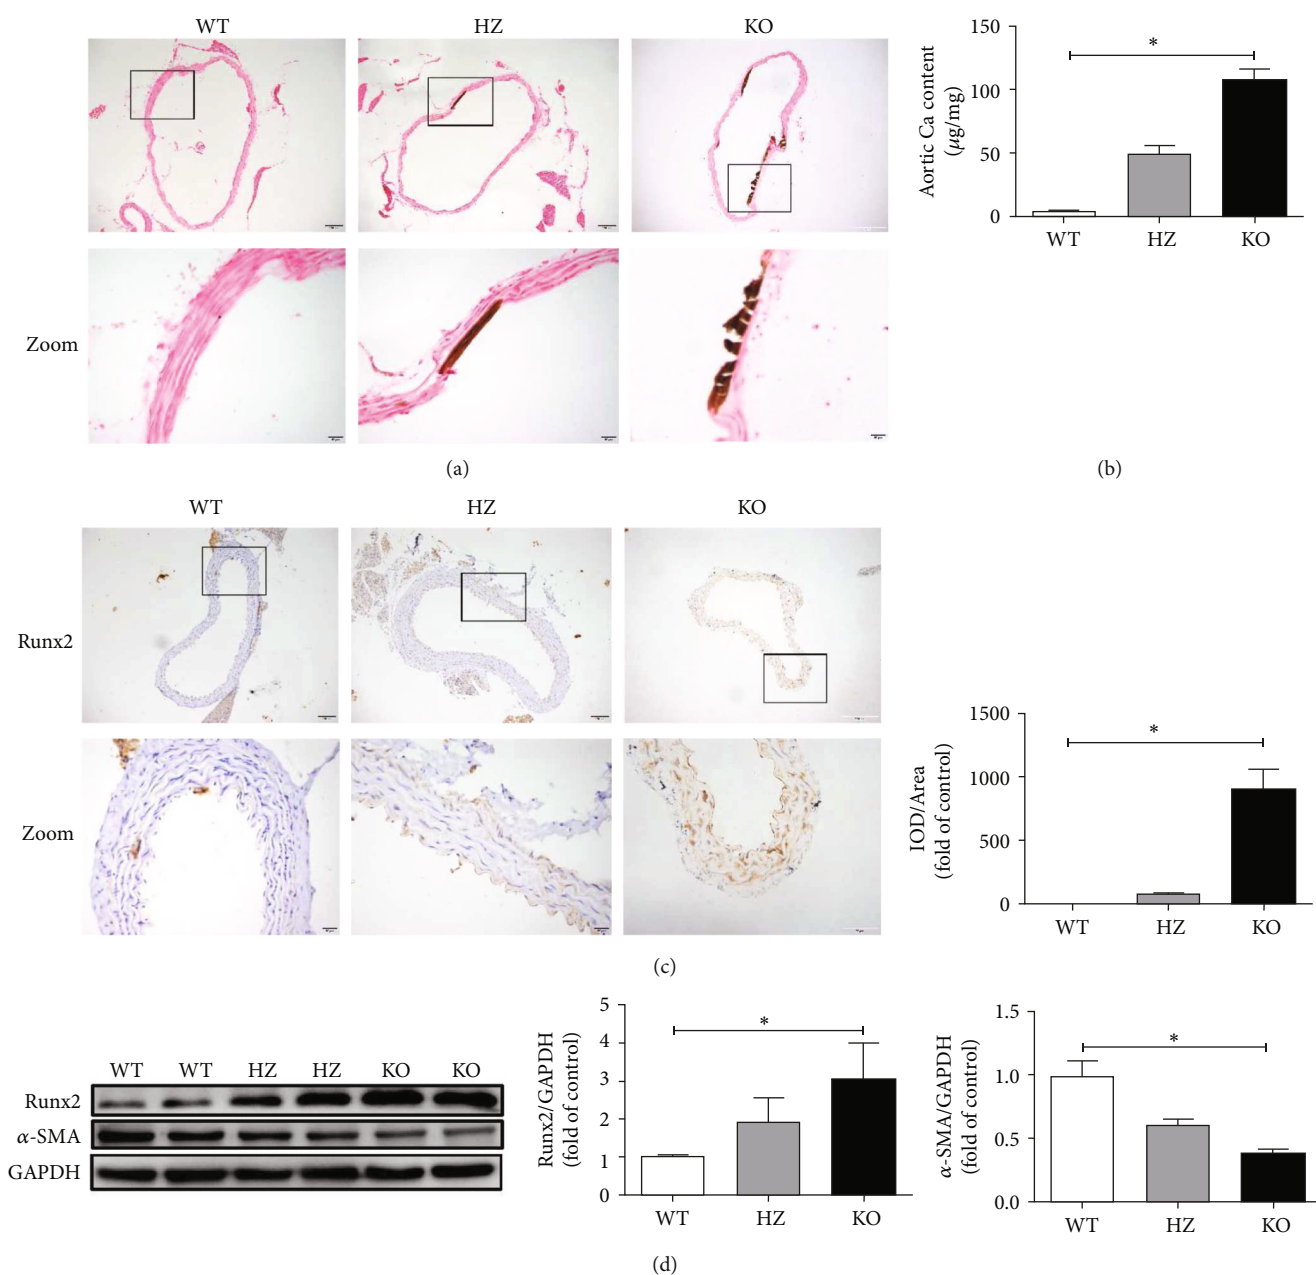 WT HZ KO
Zoom
(a)
Aortic Ca content
(μg/mg)
150
100
50
0
WT HZ KO
*
(b)
WT HZ KO
Runx2
Zoom
IOD/Area
(fold of control)
1500
1000
500
0
WT HZ KO
*
(c)
WT WT HZ HZ KO KO
Runx2
α-SMA
GAPDH
Runx2/GAPDH
(fold of control)
5
4
3
2
1
0
WT HZ KO
*
α-SMA/GAPDH
(fold of control)
1.5
1.0
0.5
0.0
WT HZ KO
*
(d)